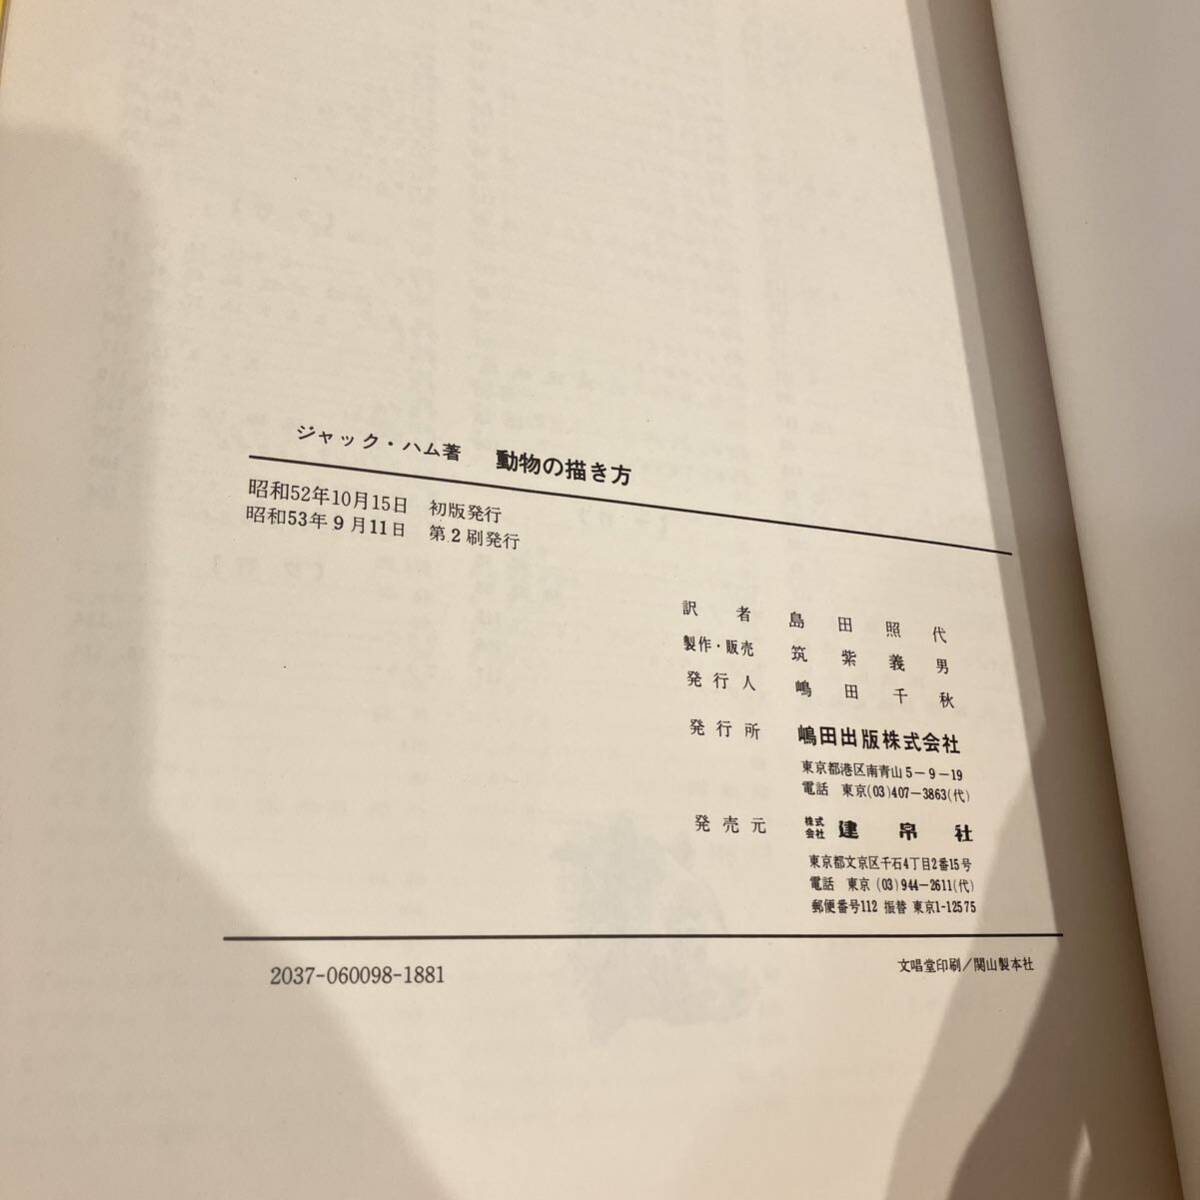 ジャック・ハム著 動物の描き方
昭和52年10月15日 初版発行
昭和53年9月11日 第2刷発行
訳者 島田照代
製作・販売 筑紫義男
発行人 嶋田千秋
発行所 嶋田出版株式会社
東京都港区南青山5-9-19
電話 東京(03)407-3863(代)
発売元 株式会社 建帛社
東京都文京区千石4丁目2番15号
電話 東京(03)944-2611(代)
郵便番号112 振替 東京1-12575
2037-060098-1881
文唱堂印刷/関山製本社